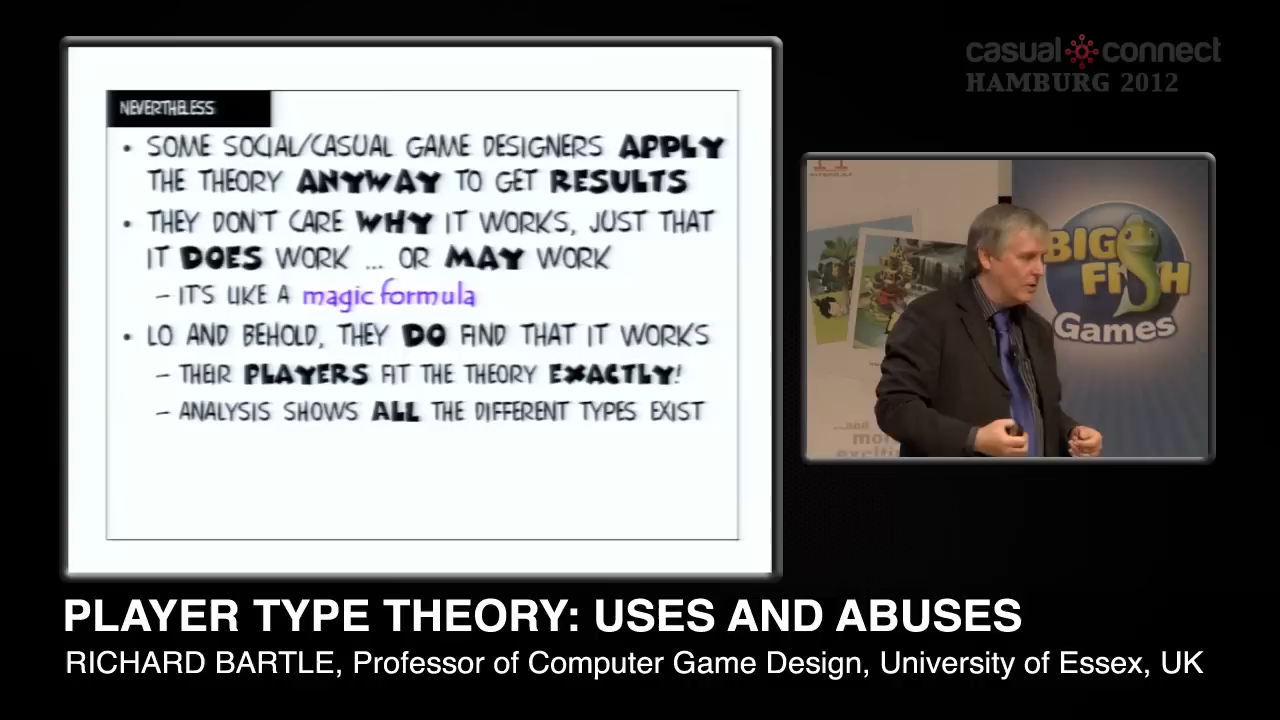 casual connect
HAMBURG 2012
NEVERTHELESS
• SOME SOCIAL/CASUAL GAME DESIGNERS APPLY
THE THEORY ANYWAY TO GET RESULTS
• THEY DON'T CARE WHY IT WORKS, JUST THAT
IT DOES WORK ... OR MAY WORK
– IT'S LIKE A magic formula
• LO AND BEHOLD, THEY DO FIND THAT IT WORKS
– THEIR PLAYERS FIT THE THEORY EXACTLY!
– ANALYSIS SHOWS ALL THE DIFFERENT TYPES EXIST
BIG
FISH
Games
...and
more
PLAYER TYPE THEORY: USES AND ABUSES
RICHARD BARTLE, Professor of Computer Game Design, University of Essex, UK